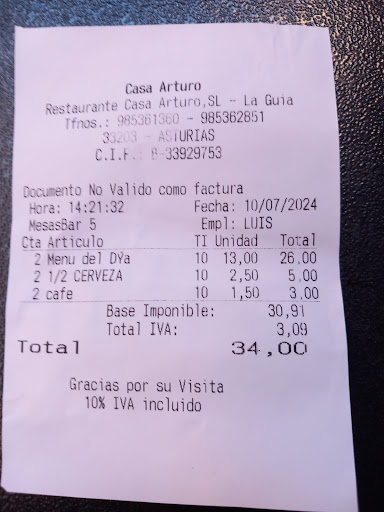 Casa Arturo
Restaurante Casa Arturo,SL - La Guia
Tfnos.: 985361360 - 985362851
33203 - ASTURIAS
C.I.F.: B-33929753
Documento No Valido como factura
Hora: 14:21:32 Fecha: 10/07/2024
MesasBar 5 Empl: LUIS
Cta Articulo TI Unidad Total
2 Menu del DYa 10 13,00 26,00
2 1/2 CERVEZA 10 2,50 5,00
2 cafe 10 1,50 3,00
Base Imponible: 30,91
Total IVA: 3,09
Total 34,00
Gracias por su Visita
10% IVA incluido